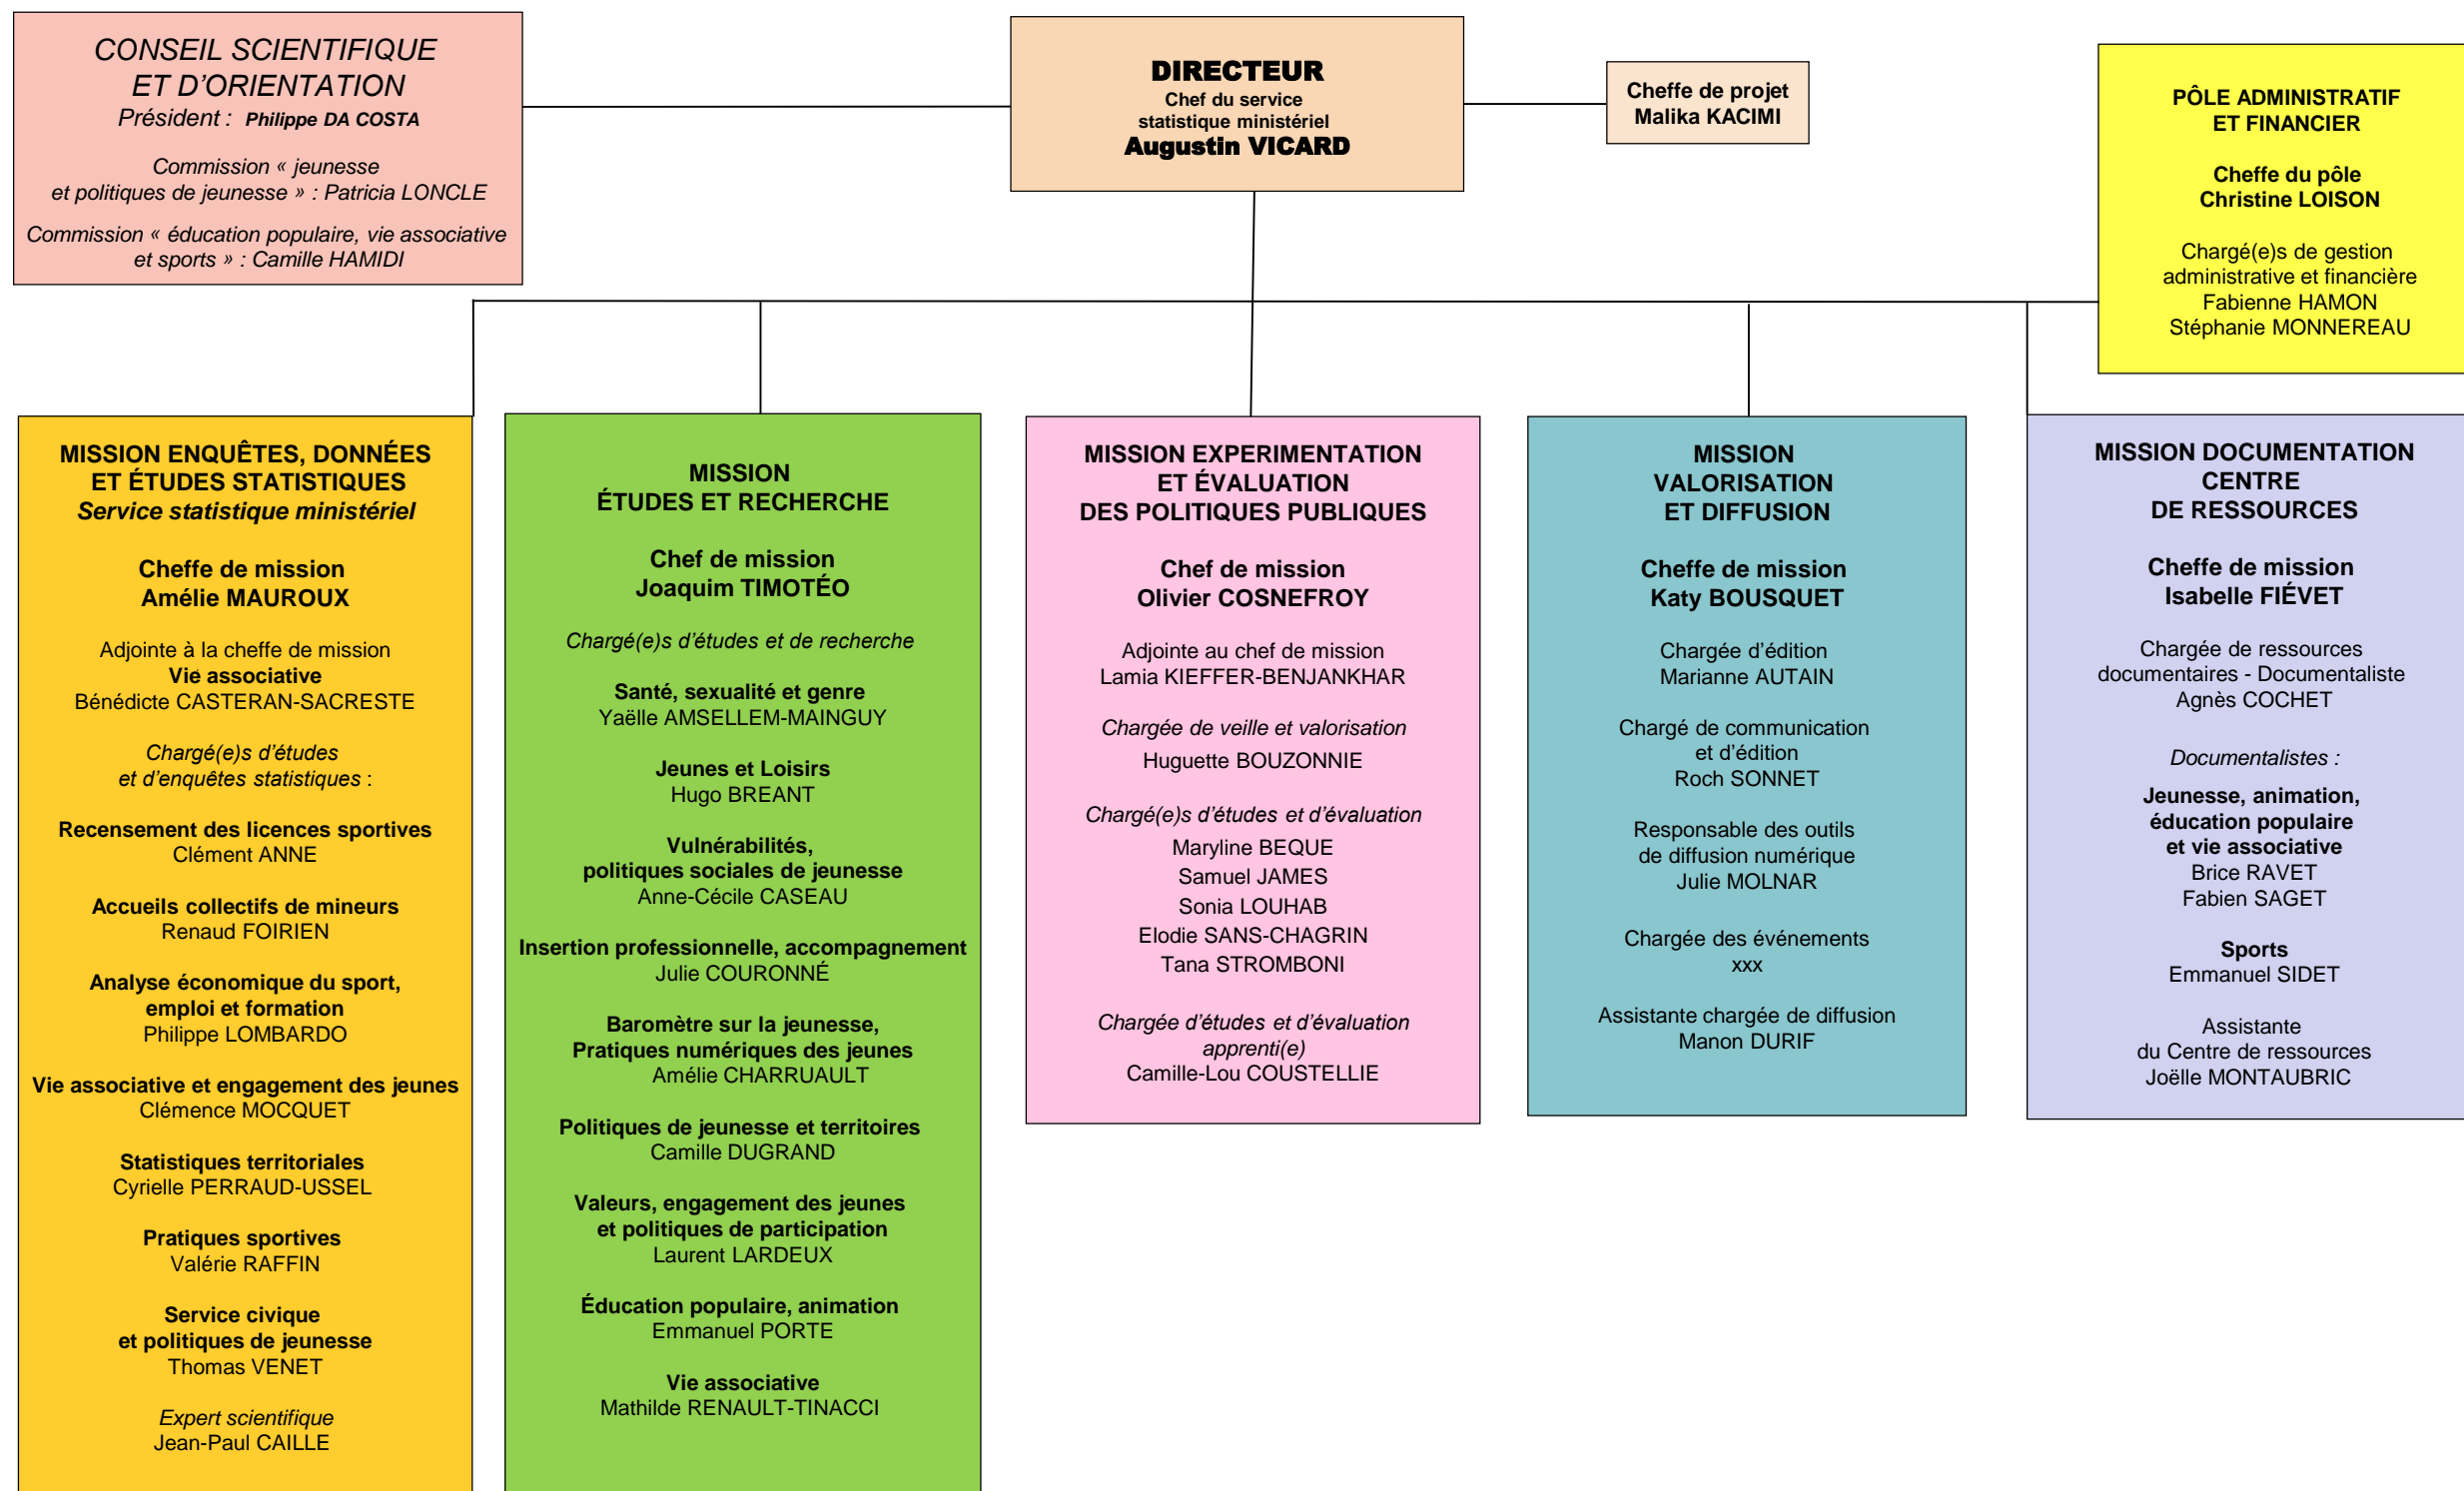 CONSEIL SCIENTIFIQUE
ET D'ORIENTATION
Président : Philippe DA COSTA
Commission « jeunesse
et politiques de jeunesse » : Patricia LONCLE
Commission « éducation populaire, vie associative
et sports » : Camille HAMIDI
DIRECTEUR
Chef du service
statistique ministériel
Augustin VICARD
Cheffe de projet
Malika KACIMI
PÔLE ADMINISTRATIF
ET FINANCIER
Cheffe du pôle
Christine LOISON
Chargé(e)s de gestion
administrative et financière
Fabienne HAMON
Stéphanie MONNEREAU
MISSION ENQUÊTES, DONNÉES
ET ÉTUDES STATISTIQUES
Service statistique ministériel
Cheffe de mission
Amélie MAUROUX
Adjointe à la cheffe de mission
Vie associative
Bénédicte CASTERAN-SACRESTE
Chargé(e)s d'études
et d'enquêtes statistiques :
Recensement des licences sportives
Clément ANNE
Accueils collectifs de mineurs
Renaud FOIRIEN
Analyse économique du sport,
emploi et formation
Philippe LOMBARDO
Vie associative et engagement des jeunes
Clémence MOCQUET
Statistiques territoriales
Cyrielle PERRAUD-USSEL
Pratiques sportives
Valérie RAFFIN
Service civique
et politiques de jeunesse
Thomas VENET
Expert scientifique
Jean-Paul CAILLE
MISSION
ÉTUDES ET RECHERCHE
Chef de mission
Joaquim TIMOTÉO
Chargé(e)s d'études et de recherche
Santé, sexualité et genre
Yaëlle AMSELLEM-MAINGUY
Jeunes et Loisirs
Hugo BREANT
Vulnérabilités,
politiques sociales de jeunesse
Anne-Cécile CASEAU
Insertion professionnelle, accompagnement
Julie COURONNÉ
Baromètre sur la jeunesse,
Pratiques numériques des jeunes
Amélie CHARRUAULT
Politiques de jeunesse et territoires
Camille DUGRAND
Valeurs, engagement des jeunes
et politiques de participation
Laurent LARDEUX
Éducation populaire, animation
Emmanuel PORTE
Vie associative
Mathilde RENAULT-TINACCI
MISSION EXPERIMENTATION
ET ÉVALUATION
DES POLITIQUES PUBLIQUES
Chef de mission
Olivier COSNEFROY
Adjointe au chef de mission
Lamia KIEFFER-BENJANKHAR
Chargée de veille et valorisation
Huguette BOUZONNIE
Chargé(e)s d'études et d'évaluation
Maryline BEQUE
Samuel JAMES
Sonia LOUHAB
Elodie SANS-CHAGRIN
Tana STROMBONI
Chargée d'études et d'évaluation
apprenti(e)
Camille-Lou COUSTELLIE
MISSION
VALORISATION
ET DIFFUSION
Cheffe de mission
Katy BOUSQUET
Chargée d'édition
Marianne AUTAIN
Chargé de communication
et d'édition
Roch SONNET
Responsable des outils
de diffusion numérique
Julie MOLNAR
Chargée des événements
xxx
Assistante chargée de diffusion
Manon DURIF
MISSION DOCUMENTATION
CENTRE
DE RESSOURCES
Cheffe de mission
Isabelle FIÉVET
Chargée de ressources
documentaires - Documentaliste
Agnès COCHET
Documentalistes :
Jeunesse, animation,
éducation populaire
et vie associative
Brice RAVET
Fabien SAGET
Sports
Emmanuel SIDET
Assistante
du Centre de ressources
Joëlle MONTAUBRIC